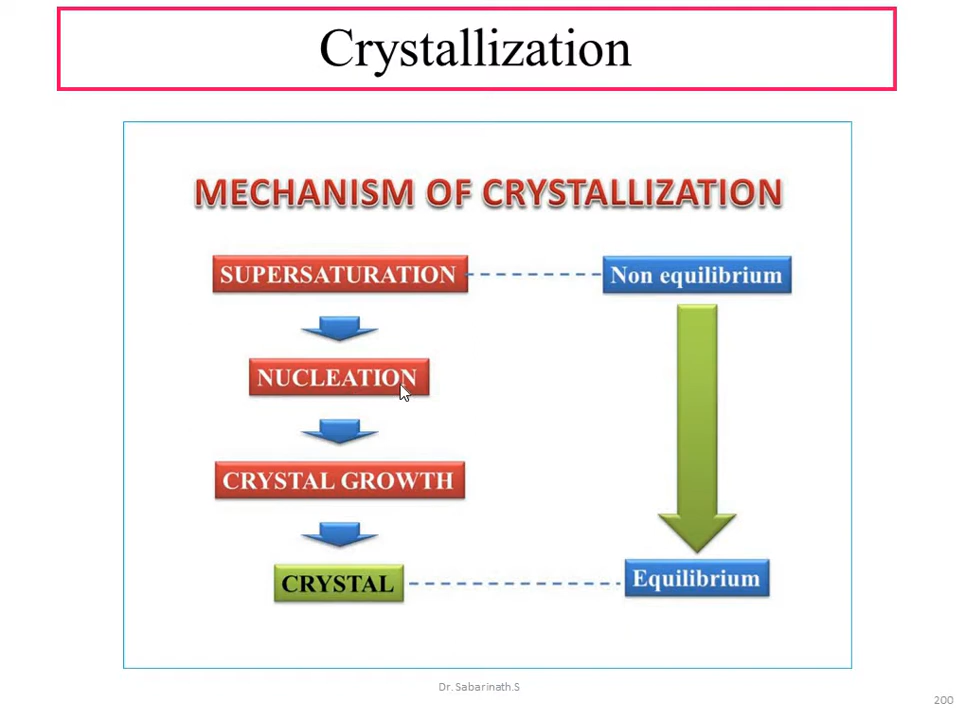 Crystallization
MECHANISM OF CRYSTALLIZATION
SUPERSATURATION
Non equilibrium
NUCLEATION
CRYSTAL GROWTH
CRYSTAL
Equilibrium
Dr. Sabarinath.S
200